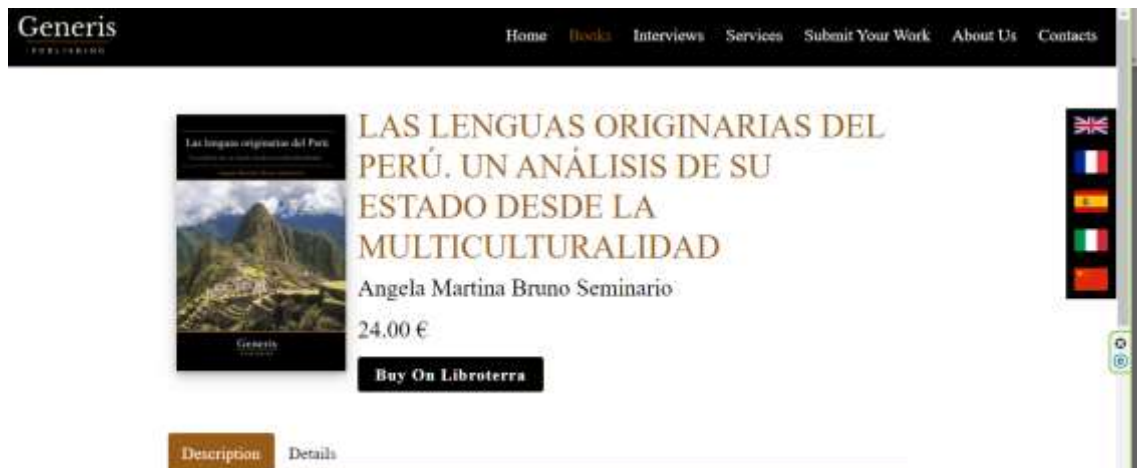 Generis
PUBLISHING
Home Books Interviews Services Submit Your Work About Us Contacts
Las lenguas originarias del Perú
LAS LENGUAS ORIGINARIAS DEL
PERÚ. UN ANÁLISIS DE SU
ESTADO DESDE LA
MULTICULTURALIDAD
Angela Martina Bruno Seminario
24.00 €
Generis
Buy On Libroterra
Description Details